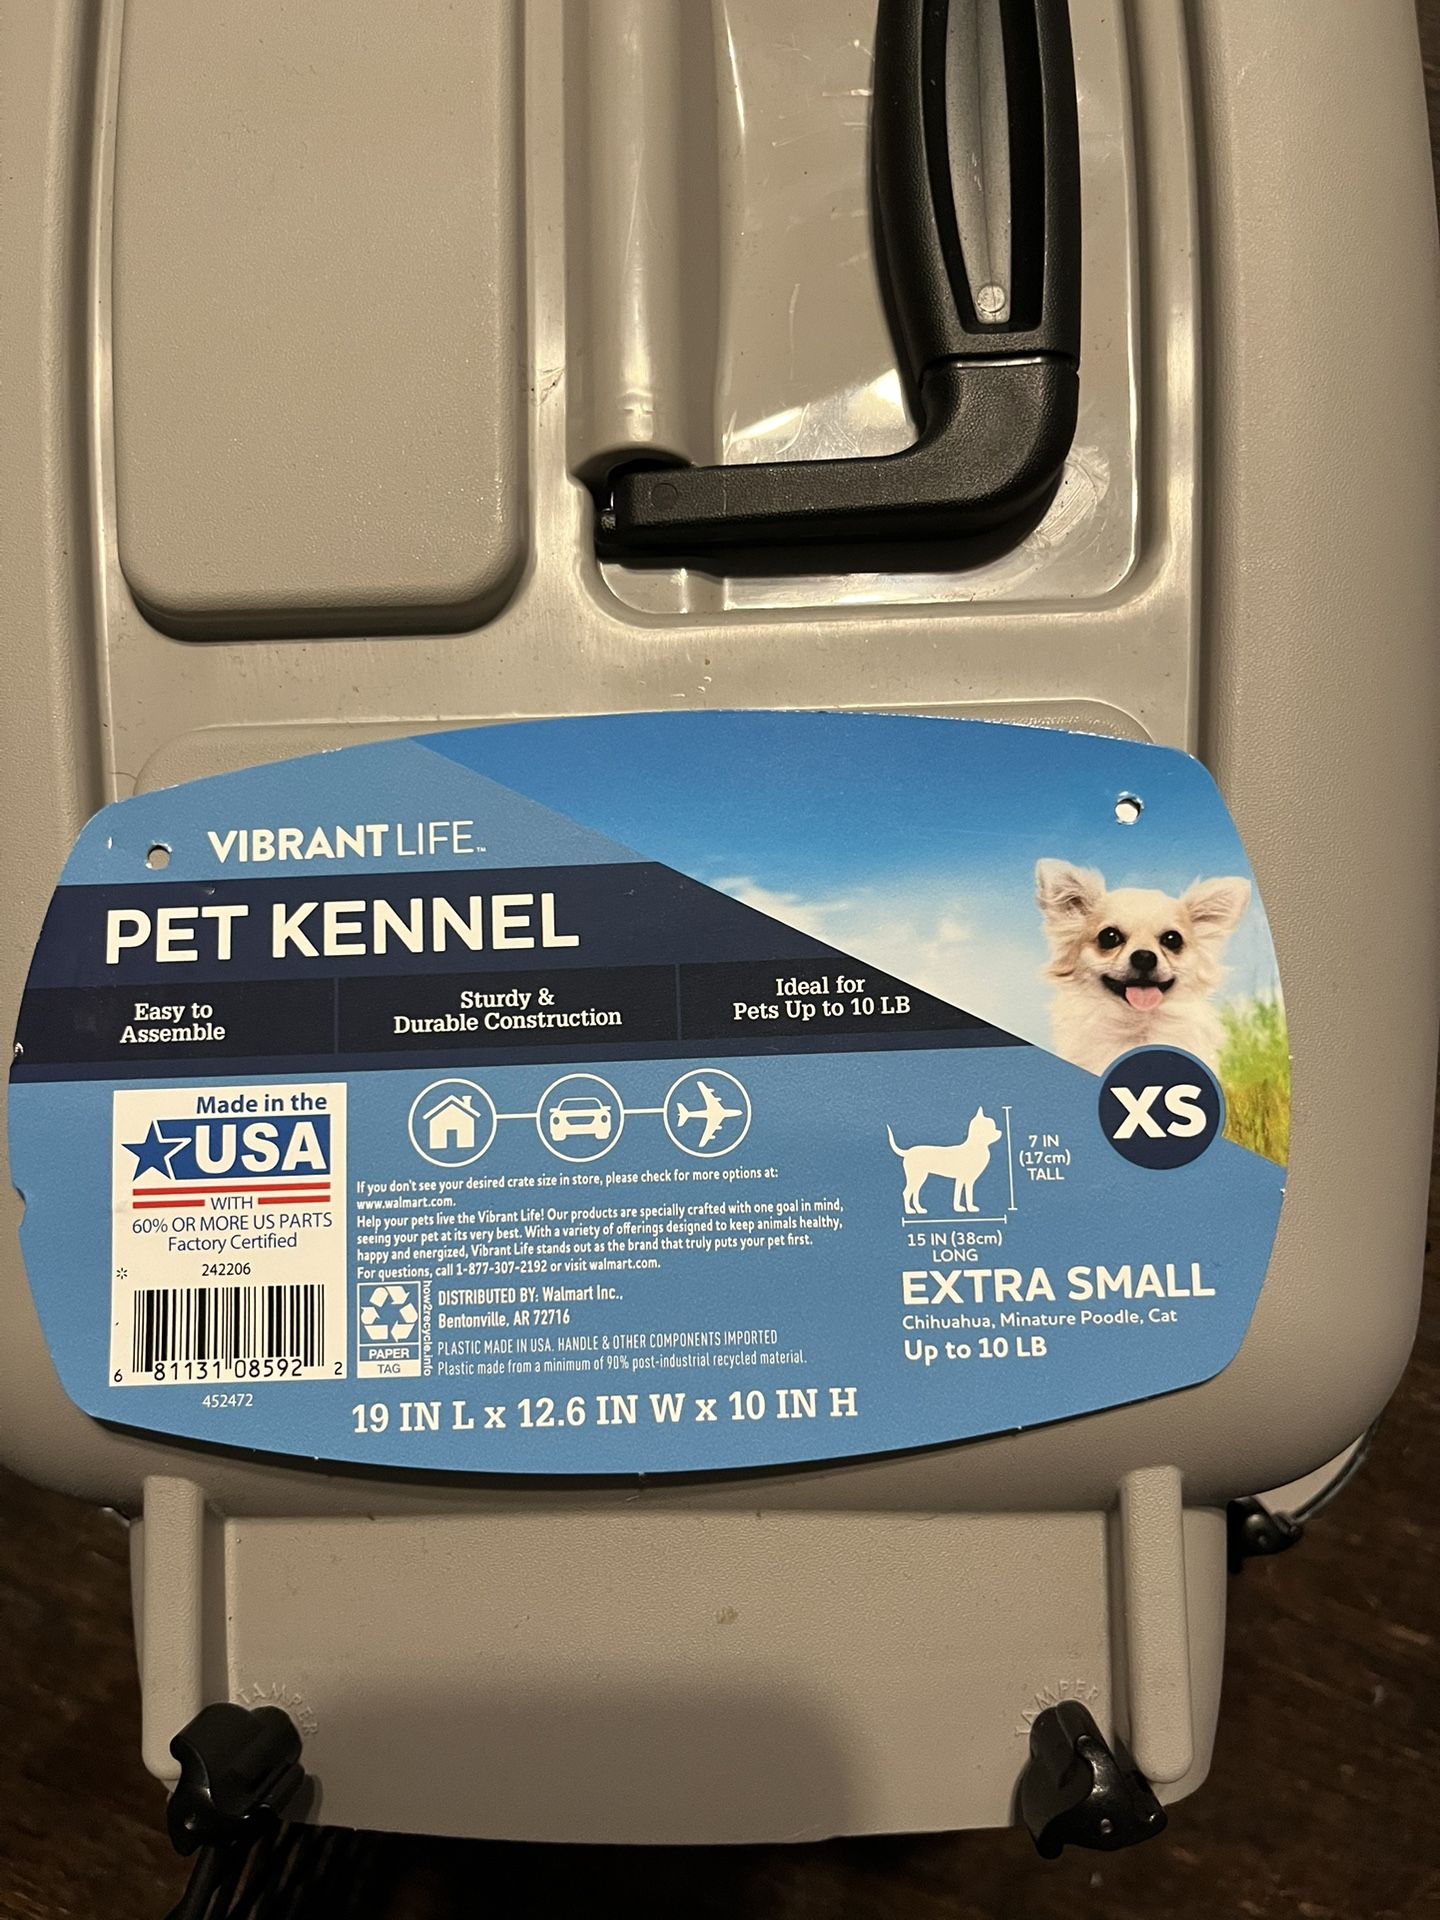 VIBRANT LIFE™
PET KENNEL
Easy to
Assemble
Sturdy &
Durable Construction
Ideal for
Pets Up to 10 LB
XS
Made in the
USA
WITH
60% OR MORE US PARTS
Factory Certified
242206
6 81131 08592 2
452472
If you don't see your desired crate size in store, please check for more options at:
www.walmart.com.
Help your pets live the Vibrant Life! Our products are specially crafted with one goal in mind,
seeing your pet at its very best. With a variety of offerings designed to keep animals healthy,
happy and energized, Vibrant Life stands out as the brand that truly puts your pet first.
For questions, call 1-877-307-2192 or visit walmart.com.
PAPER
TAG
how2recycle.info
DISTRIBUTED BY: Walmart Inc.,
Bentonville, AR 72716
PLASTIC MADE IN USA. HANDLE & OTHER COMPONENTS IMPORTED
Plastic made from a minimum of 90% post-industrial recycled material.
19 IN L x 12.6 IN W x 10 IN H
7 IN
(17cm)
TALL
15 IN (38cm)
LONG
EXTRA SMALL
Chihuahua, Minature Poodle, Cat
Up to 10 LB
TAMPER
TAMPER